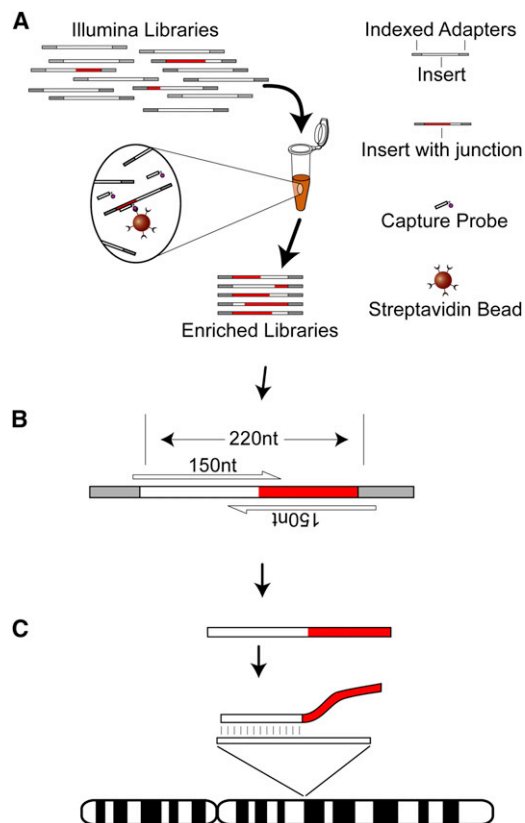 A
Illumina Libraries
Indexed Adapters
Insert
Insert with junction
Capture Probe
Streptavidin Bead
Enriched Libraries
B
220nt
150nt
150nt
C